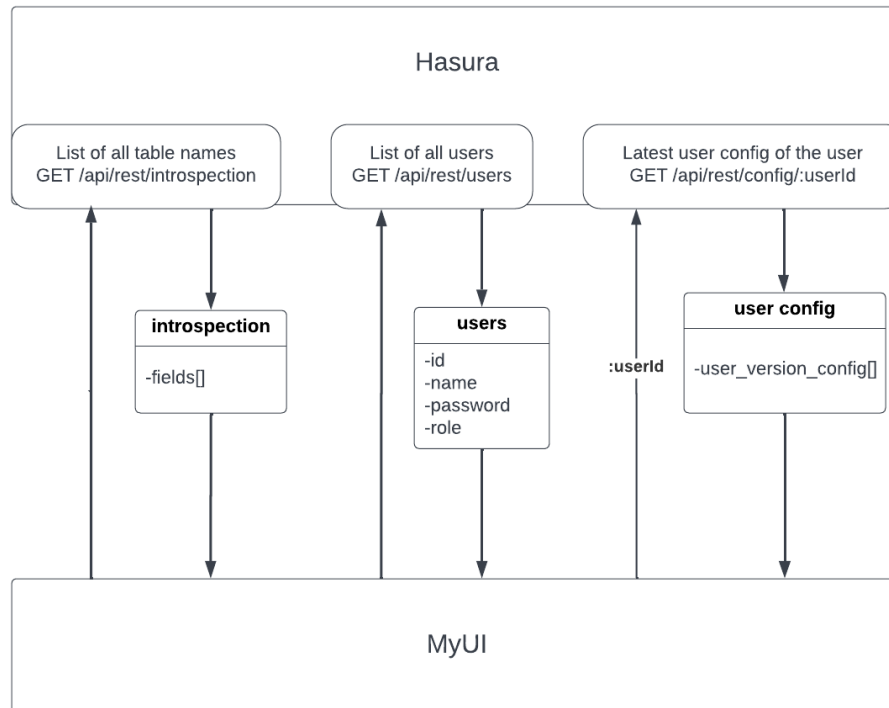 Hasura
List of all table names
GET /api/rest/introspection
List of all users
GET /api/rest/users
Latest user config of the user
GET /api/rest/config/:userId
introspection
-fields[]
users
-id
-name
-password
-role
:userId
user config
-user_version_config[]
MyUI